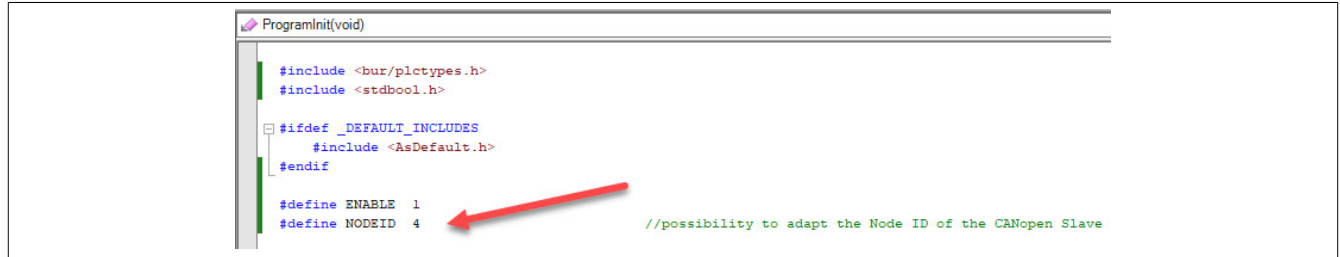 ProgramInit(void)
#include <bur/plctypes.h>
#include <stdbool.h>
#ifdef _DEFAULT_INCLUDES
#include <AsDefault.h>
#endif
#define ENABLE 1
#define NODEID 4 //possibility to adapt the Node ID of the CANopen Slave